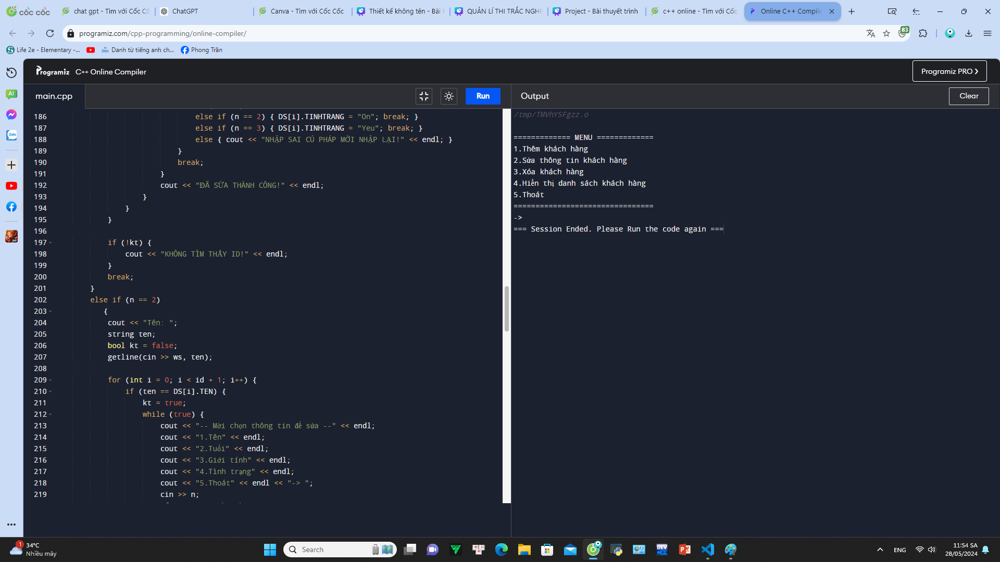 cốc cốc
chat gpt - Tìm với Cốc Cố
ChatGPT
Canva - Tìm với Cốc Cốc
Thiết kế không tên - Bài t
QUẢN LÍ THI TRẮC NGHI
Project - Bài thuyết trình
c++ online - Tìm với Cốc
Online C++ Compile
programiz.com/cpp-programming/online-compiler/
83
Life 2e - Elementary -...
Danh từ tiếng anh ch...
Phong Trần
Programiz
C++ Online Compiler
Programiz PRO ❯
AI
Zalo
main.cpp
Run
Output
Clear
186 else if (n == 2) { DS[i].TINHTRANG = "On"; break; }
187 else if (n == 3) { DS[i].TINHTRANG = "Yeu"; break; }
188 else { cout << "NHẬP SAI CÚ PHÁP MỜI NHẬP LẠI!" << endl; }
189 }
190 break;
191 }
192 cout << "ĐÃ SỬA THÀNH CÔNG!" << endl;
193 }
194 }
195 }
196
197 if (!kt) {
198 cout << "KHÔNG TÌM THẤY ID!" << endl;
199 }
200 break;
201 }
202 else if (n == 2)
203 {
204 cout << "Tên: ";
205 string ten;
206 bool kt = false;
207 getline(cin >> ws, ten);
208
209 for (int i = 0; i < id + 1; i++) {
210 if (ten == DS[i].TEN) {
211 kt = true;
212 while (true) {
213 cout << "-- Mời chọn thông tin để sửa --" << endl;
214 cout << "1.Tên" << endl;
215 cout << "2.Tuổi" << endl;
216 cout << "3.Giới tính" << endl;
217 cout << "4.Tình trạng" << endl;
218 cout << "5.Thoát" << endl << "-> ";
219 cin >> n;
/tmp/TMVhY5Fgzz.o
============= MENU =============
1.Thêm khách hàng
2.Sửa thông tin khách hàng
3.Xóa khách hàng
4.Hiển thị danh sách khách hàng
5.Thoát
================================
->
=== Session Ended. Please Run the code again ===
1
34°C
Nhiều mây
Search
DEV
ENG
11:54 SA
28/05/2024